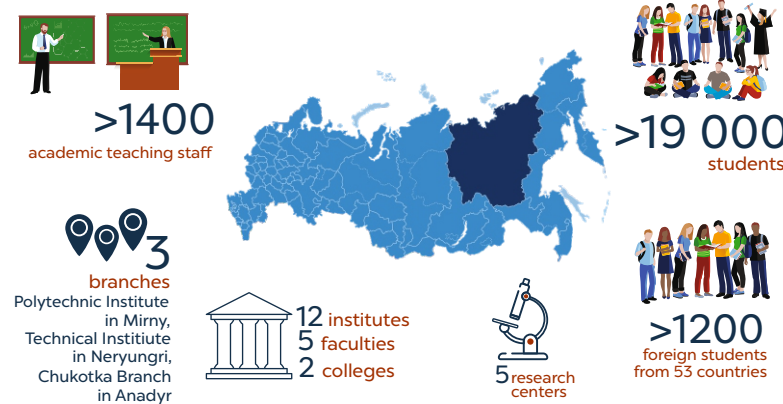 >1400
academic teaching staff
>19 000
students
3
branches
Polytechnic Institute
in Mirny,
Technical Institiute
in Neryungri,
Chukotka Branch
in Anadyr
12 institutes
5 faculties
2 colleges
5 research
centers
>1200
foreign students
from 53 countries